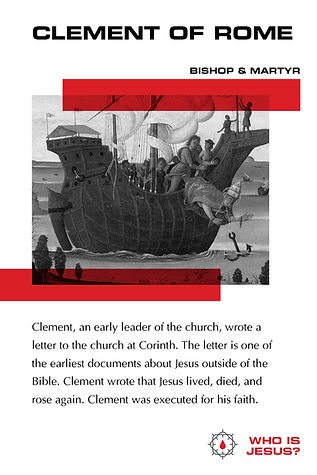 CLEMENT OF ROME
BISHOP & MARTYR
Clement, an early leader of the church, wrote a
letter to the church at Corinth. The letter is one of
the earliest documents about Jesus outside of the
Bible. Clement wrote that Jesus lived, died, and
rose again. Clement was executed for his faith.
WHO IS
JESUS?